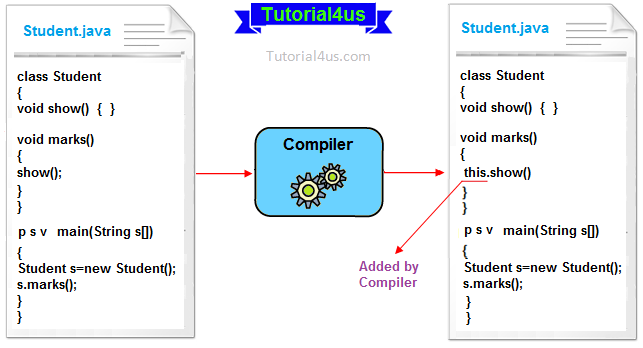 Tutorial4us
Tutorial4us.com
Student.java
class Student
{
void show() { }
void marks()
{
show();
}
}
p s v main(String s[])
{
Student s=new Student();
s.marks();
}
}
Compiler
Added by
Compiler
Student.java
class Student
{
void show() { }
void marks()
{
this.show()
}
}
p s v main(String s[])
{
Student s=new Student();
s.marks();
}
}